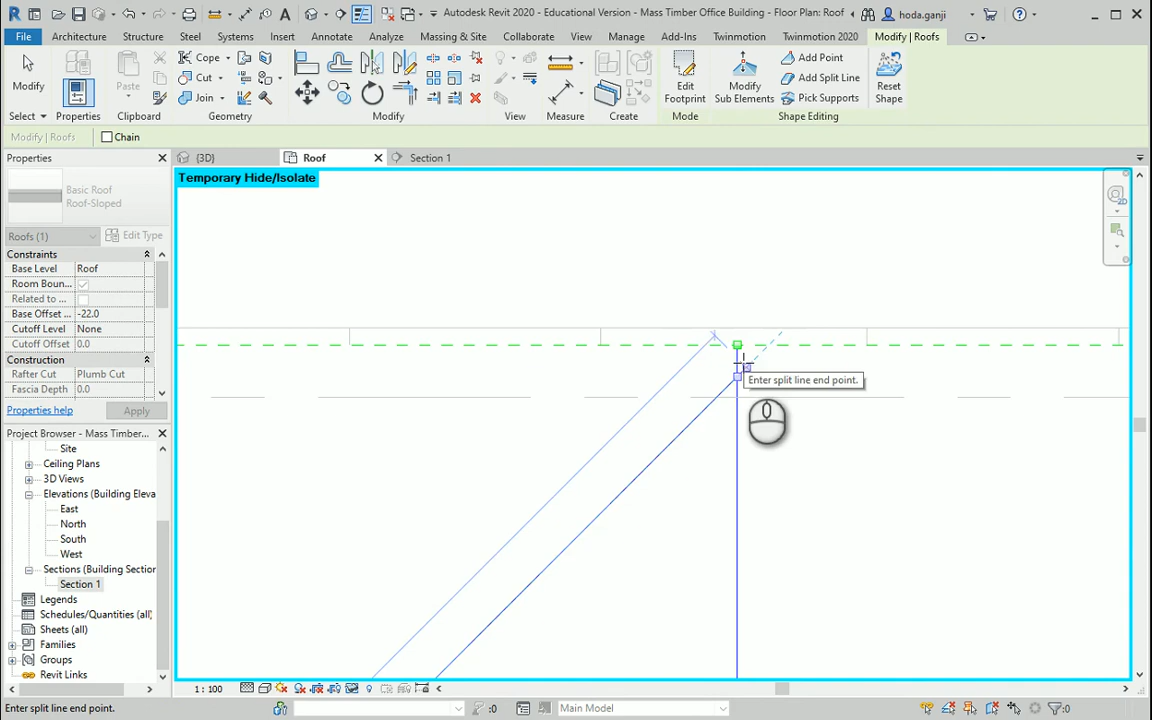 Autodesk Revit 2020 - Educational Version - Mass Timber Office Building - Floor Plan: Roof
hoda.ganji
File Architecture Structure Steel Systems Insert Annotate Analyze Massing & Site Collaborate View Manage Add-Ins Twinmotion Twinmotion 2020 Modify | Roofs
Modify
Properties
Paste
Cope
Cut
Join
Edit Footprint
Modify Sub Elements
Add Point
Add Split Line
Pick Supports
Reset Shape
Select Properties Clipboard Geometry Modify View Measure Create Mode Shape Editing
Modify | Roofs Chain
Properties
{3D} Roof Section 1
Temporary Hide/Isolate
Basic Roof
Roof-Sloped
Roofs (1) Edit Type
Constraints
Base Level Roof
Room Boun...
Related to ...
Base Offset ... -22.0
Cutoff Level None
Cutoff Offset 0.0
Construction
Rafter Cut Plumb Cut
Fascia Depth 0.0
Properties help Apply
Enter split line end point.
Project Browser - Mass Timber...
Site
Ceiling Plans
3D Views
Elevations (Building Eleva
East
North
South
West
Sections (Building Section
Section 1
Legends
Schedules/Quantities (all)
Sheets (all)
Families
Groups
Revit Links
1 : 100
Enter split line end point.
:0
Main Model
:0
2D